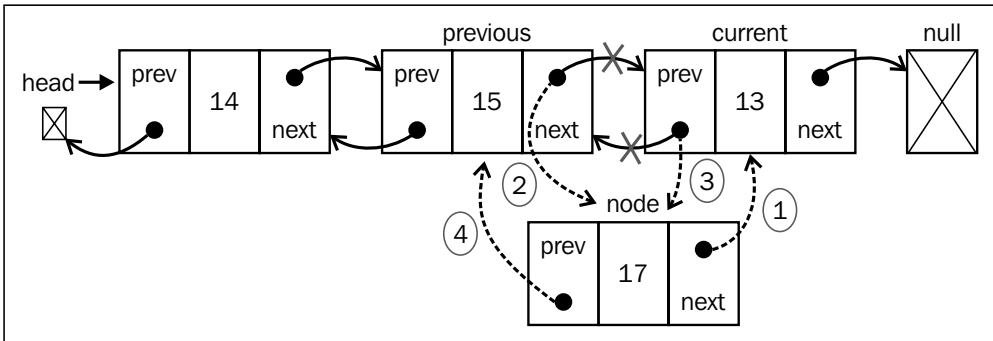 previous current null
head prev 14 next prev 15 next prev 13 next
2 node 3 1
4 prev 17 next